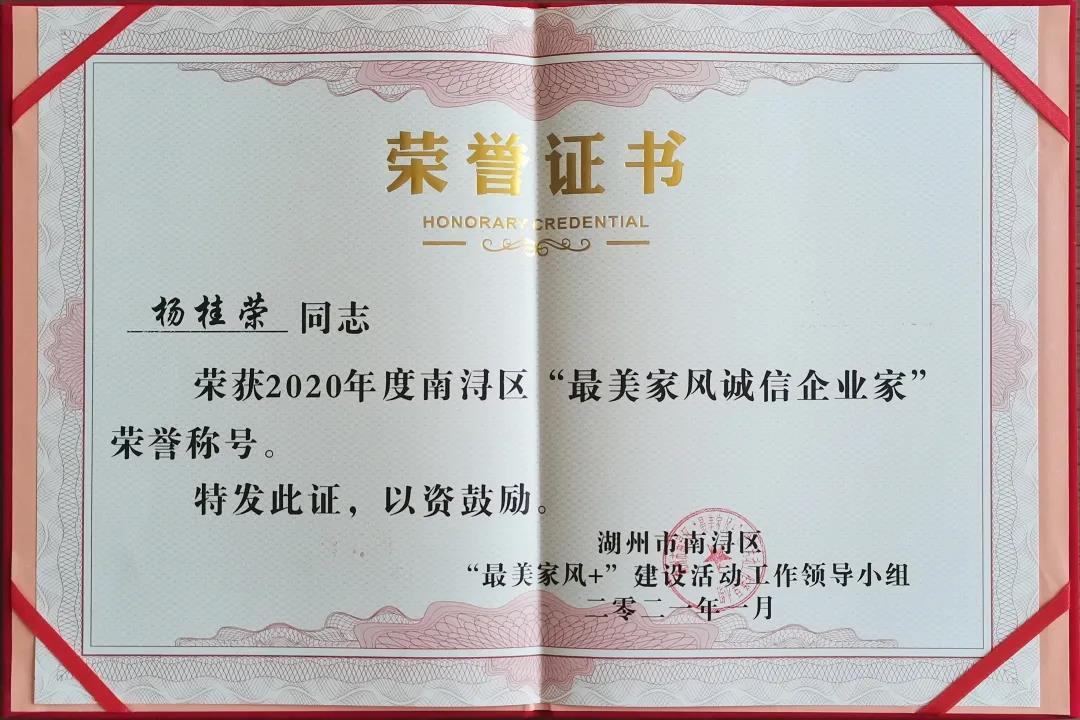 荣誉证书
HONORARY CREDENTIAL
杨桂荣 同志
荣获2020年度南浔区“最美家风诚信企业家”
荣誉称号。
特发此证，以资鼓励。
湖州市南浔区
“最美家风+”建设活动工作领导小组
二零二一年一月